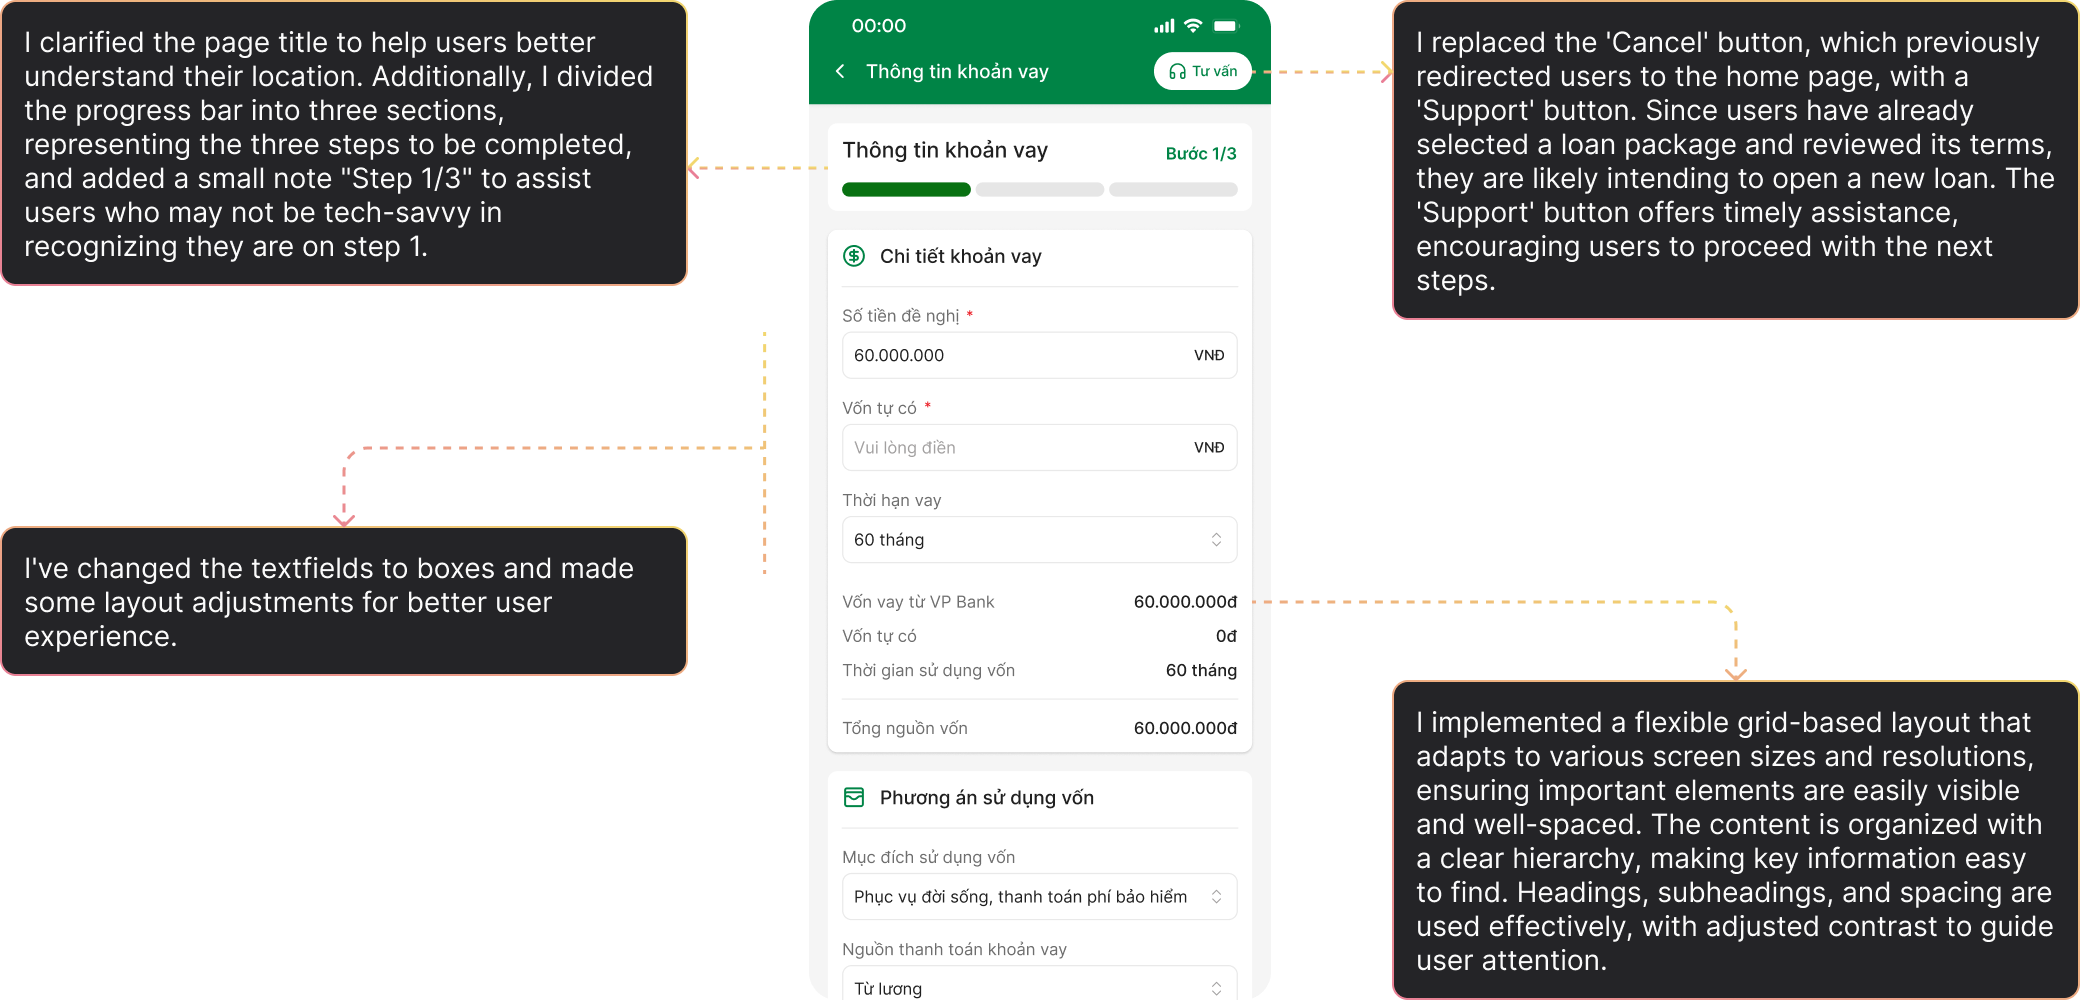 I clarified the page title to help users better
understand their location. Additionally, I divided
the progress bar into three sections,
representing the three steps to be completed,
and added a small note "Step 1/3" to assist
users who may not be tech-savvy in
recognizing they are on step 1.
I've changed the textfields to boxes and made
some layout adjustments for better user
experience.
00:00
Thông tin khoản vay
Tư vấn
Thông tin khoản vay
Bước 1/3
Chi tiết khoản vay
Số tiền đề nghị *
60.000.000 VNĐ
Vốn tự có *
Vui lòng điền VNĐ
Thời hạn vay
60 tháng
Vốn vay từ VP Bank 60.000.000đ
Vốn tự có 0đ
Thời gian sử dụng vốn 60 tháng
Tổng nguồn vốn 60.000.000đ
Phương án sử dụng vốn
Mục đích sử dụng vốn
Phục vụ đời sống, thanh toán phí bảo hiểm
Nguồn thanh toán khoản vay
Từ lương
I replaced the 'Cancel' button, which previously
redirected users to the home page, with a
'Support' button. Since users have already
selected a loan package and reviewed its terms,
they are likely intending to open a new loan. The
'Support' button offers timely assistance,
encouraging users to proceed with the next
steps.
I implemented a flexible grid-based layout that
adapts to various screen sizes and resolutions,
ensuring important elements are easily visible
and well-spaced. The content is organized with
a clear hierarchy, making key information easy
to find. Headings, subheadings, and spacing are
used effectively, with adjusted contrast to guide
user attention.